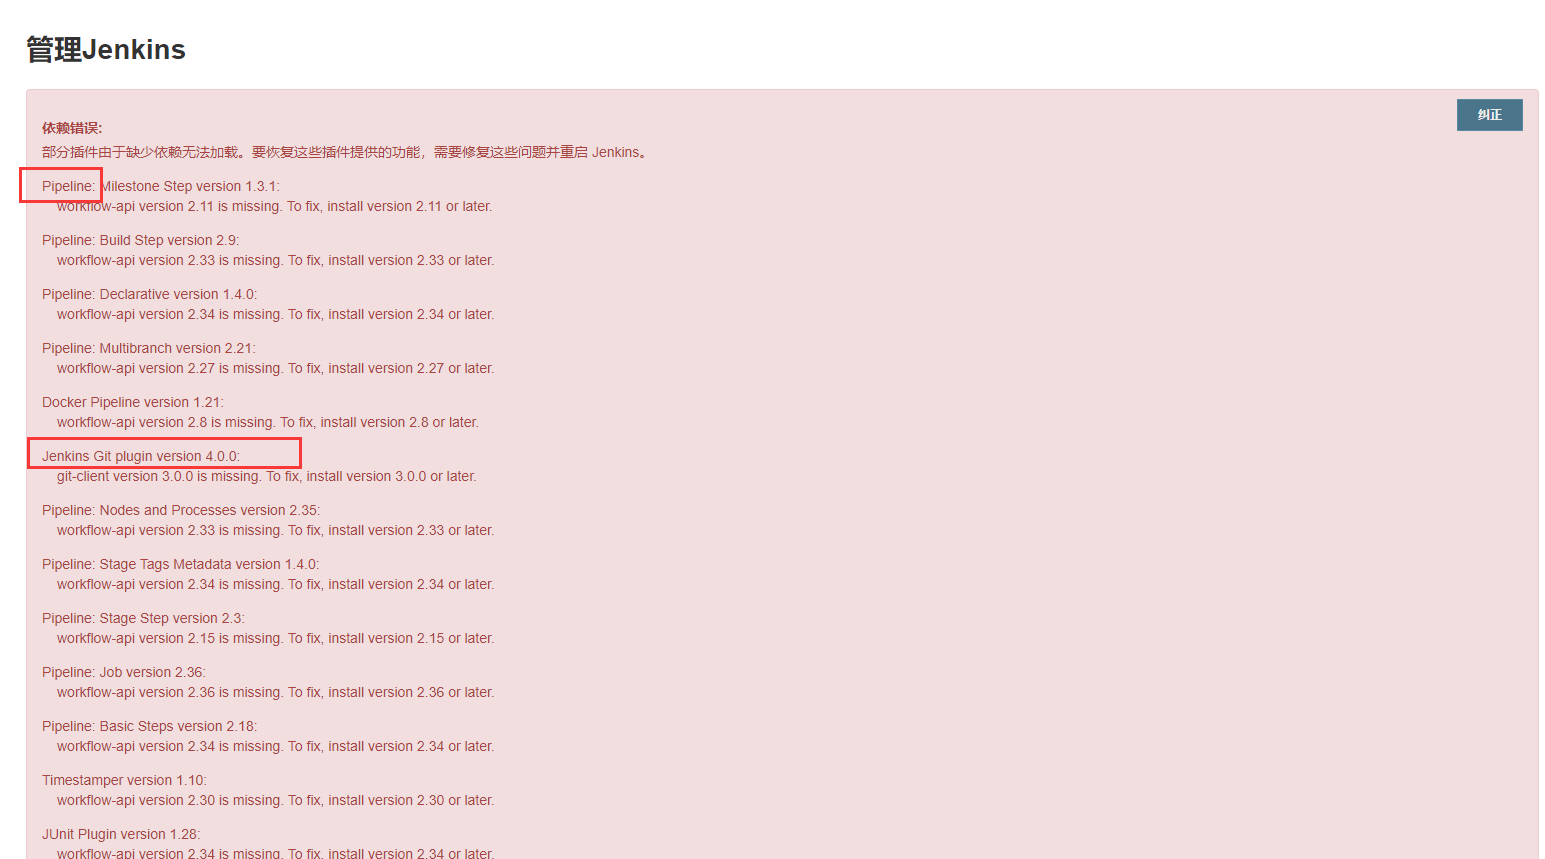 管理Jenkins
纠正
依赖错误:
部分插件由于缺少依赖无法加载。要恢复这些插件提供的功能，需要修复这些问题并重启 Jenkins。
Pipeline: Milestone Step version 1.3.1:
workflow-api version 2.11 is missing. To fix, install version 2.11 or later.
Pipeline: Build Step version 2.9:
workflow-api version 2.33 is missing. To fix, install version 2.33 or later.
Pipeline: Declarative version 1.4.0:
workflow-api version 2.34 is missing. To fix, install version 2.34 or later.
Pipeline: Multibranch version 2.21:
workflow-api version 2.27 is missing. To fix, install version 2.27 or later.
Docker Pipeline version 1.21:
workflow-api version 2.8 is missing. To fix, install version 2.8 or later.
Jenkins Git plugin version 4.0.0:
git-client version 3.0.0 is missing. To fix, install version 3.0.0 or later.
Pipeline: Nodes and Processes version 2.35:
workflow-api version 2.33 is missing. To fix, install version 2.33 or later.
Pipeline: Stage Tags Metadata version 1.4.0:
workflow-api version 2.34 is missing. To fix, install version 2.34 or later.
Pipeline: Stage Step version 2.3:
workflow-api version 2.15 is missing. To fix, install version 2.15 or later.
Pipeline: Job version 2.36:
workflow-api version 2.36 is missing. To fix, install version 2.36 or later.
Pipeline: Basic Steps version 2.18:
workflow-api version 2.34 is missing. To fix, install version 2.34 or later.
Timestamper version 1.10:
workflow-api version 2.30 is missing. To fix, install version 2.30 or later.
JUnit Plugin version 1.28:
workflow-api version 2.34 is missing. To fix, install version 2.34 or later.